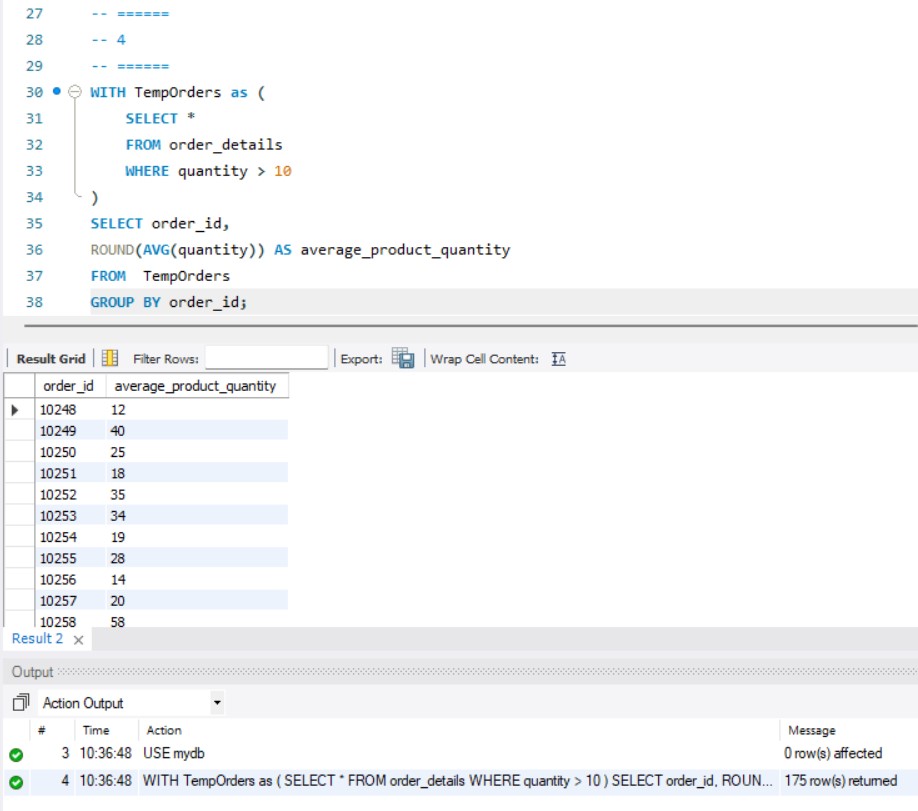 27 -- ======
28 -- 4
29 -- ======
30 WITH TempOrders as (
31 SELECT *
32 FROM order_details
33 WHERE quantity > 10
34 )
35 SELECT order_id,
36 ROUND(AVG(quantity)) AS average_product_quantity
37 FROM  TempOrders
38 GROUP BY order_id;
Result Grid Filter Rows: Export: Wrap Cell Content: IA
order_id average_product_quantity
10248 12
10249 40
10250 25
10251 18
10252 35
10253 34
10254 19
10255 28
10256 14
10257 20
10258 58
Result 2 ×
Output
Action Output
# Time Action Message
3 10:36:48 USE mydb 0 row(s) affected
4 10:36:48 WITH TempOrders as ( SELECT * FROM order_details WHERE quantity > 10 ) SELECT order_id, ROUN... 175 row(s) returned